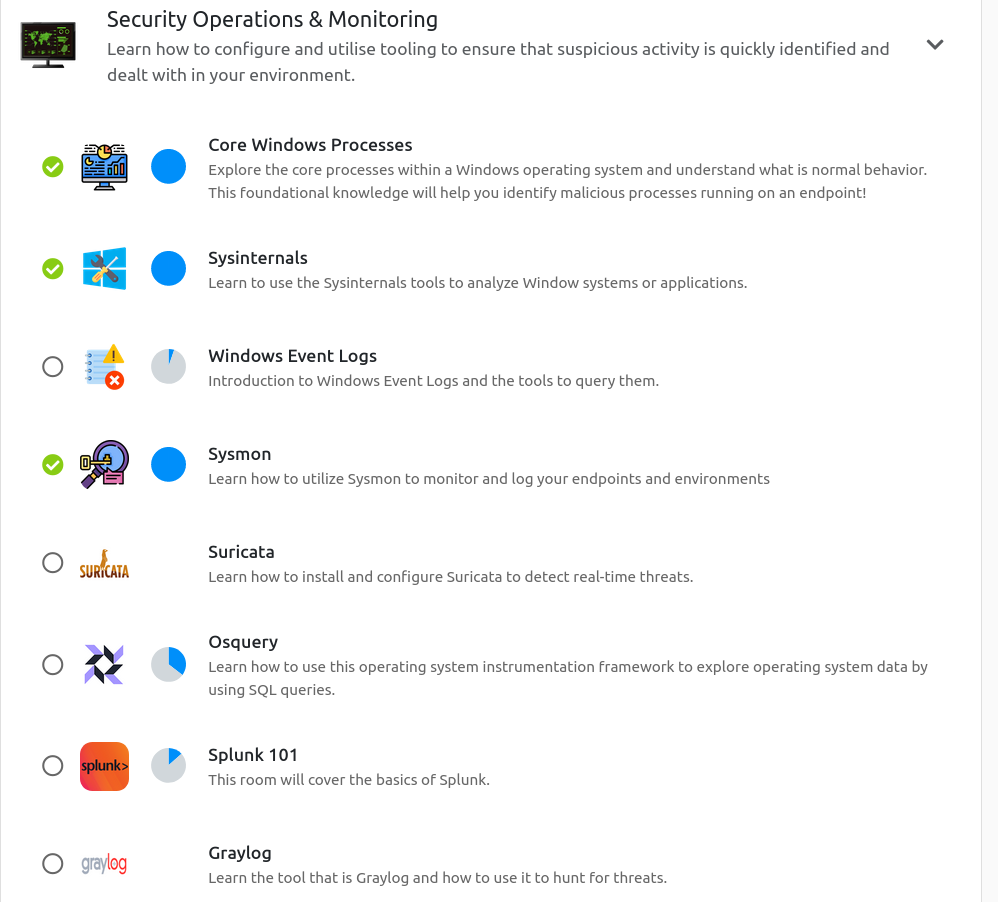 Security Operations & Monitoring
Learn how to configure and utilise tooling to ensure that suspicious activity is quickly identified and
dealt with in your environment.
Core Windows Processes
Explore the core processes within a Windows operating system and understand what is normal behavior.
This foundational knowledge will help you identify malicious processes running on an endpoint!
Sysinternals
Learn to use the Sysinternals tools to analyze Window systems or applications.
Windows Event Logs
Introduction to Windows Event Logs and the tools to query them.
Sysmon
Learn how to utilize Sysmon to monitor and log your endpoints and environments
SURICATA
Suricata
Learn how to install and configure Suricata to detect real-time threats.
Osquery
Learn how to use this operating system instrumentation framework to explore operating system data by
using SQL queries.
splunk>
Splunk 101
This room will cover the basics of Splunk.
graylog
Graylog
Learn the tool that is Graylog and how to use it to hunt for threats.